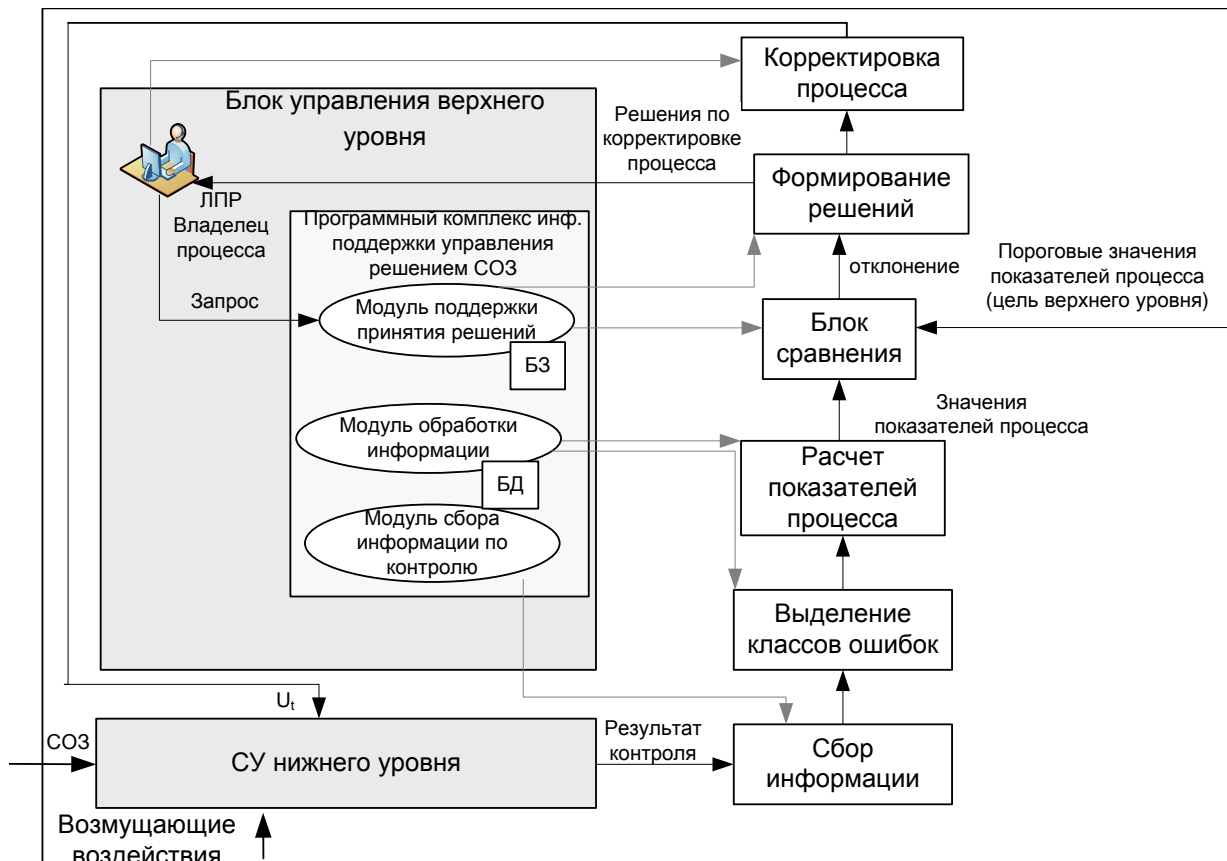 Корректировка
процесса
Блок управления верхнего
уровня
Решения по
корректировке
процесса
Формирование
решений
ЛПР
Владелец
процесса
Программный комплекс инф.
поддержки управления
решением СОЗ
Пороговые значения
показателей процесса
(цель верхнего уровня)
отклонение
Запрос
Модуль поддержки
принятия решений
БЗ
Блок
сравнения
Значения
показателей процесса
Модуль обработки
информации
БД
Расчет
показателей
процесса
Модуль сбора
информации по
контролю
Выделение
классов ошибок
Ut
СОЗ
СУ нижнего уровня
Результат
контроля
Сбор
информации
Возмущающие
воздействия